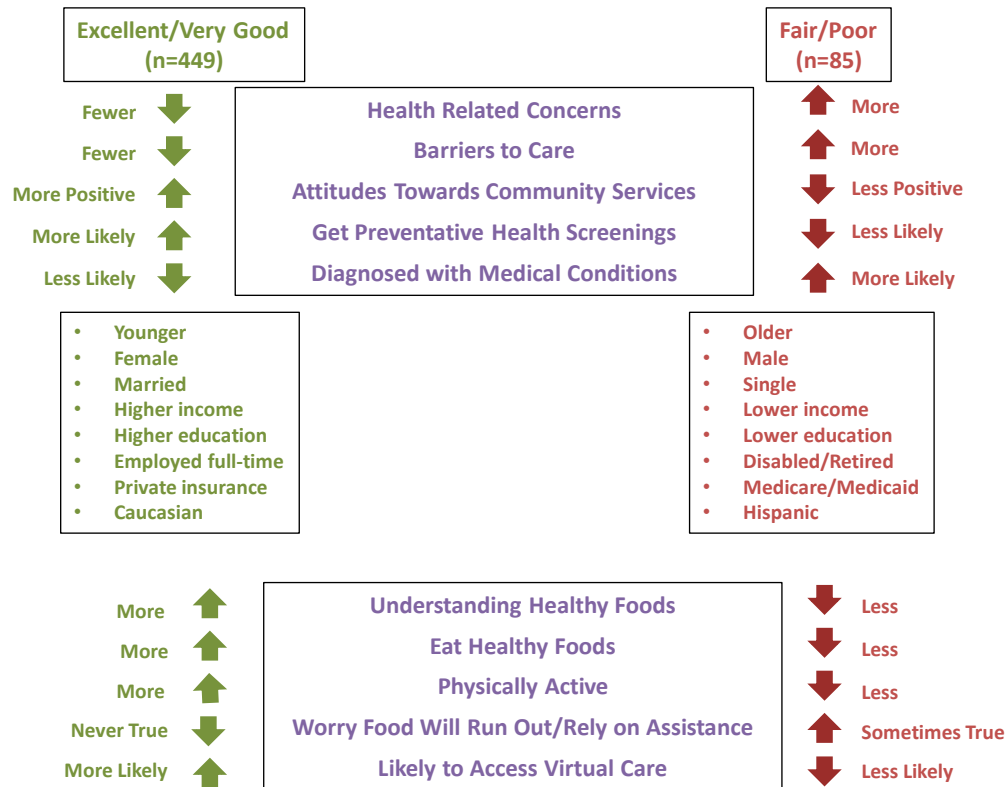 Excellent/Very Good
(n=449)
Fair/Poor
(n=85)
Fewer Health Related Concerns More
Fewer Barriers to Care More
More Positive Attitudes Towards Community Services Less Positive
More Likely Get Preventative Health Screenings Less Likely
Less Likely Diagnosed with Medical Conditions More Likely
• Younger
• Female
• Married
• Higher income
• Higher education
• Employed full-time
• Private insurance
• Caucasian
• Older
• Male
• Single
• Lower income
• Lower education
• Disabled/Retired
• Medicare/Medicaid
• Hispanic
More Understanding Healthy Foods Less
More Eat Healthy Foods Less
More Physically Active Less
Never True Worry Food Will Run Out/Rely on Assistance Sometimes True
More Likely Likely to Access Virtual Care Less Likely